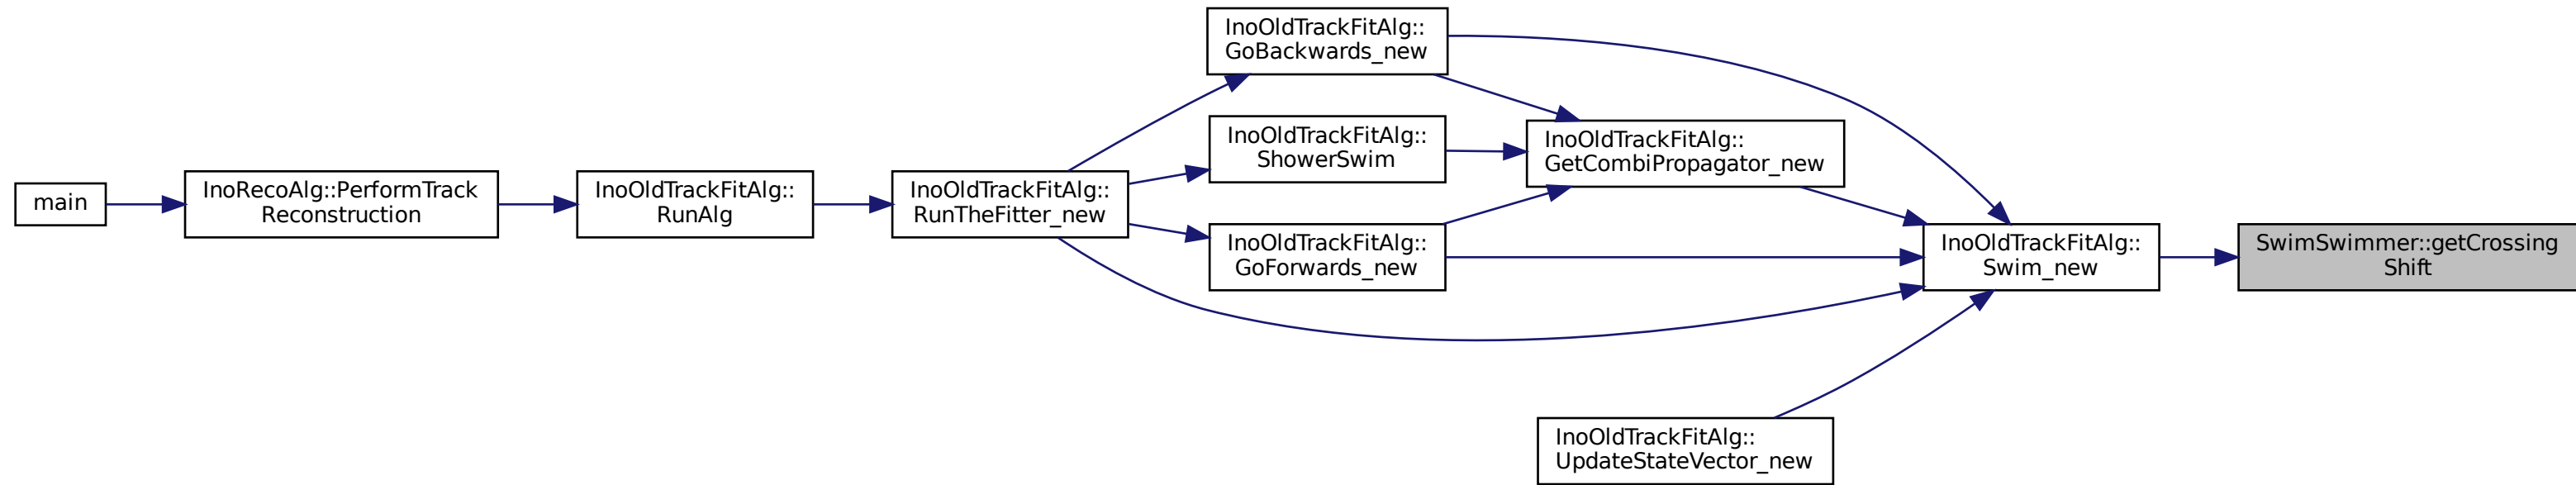 main
InoRecoAlg::PerformTrack
Reconstruction
InoOldTrackFitAlg::
RunAlg
InoOldTrackFitAlg::
RunTheFitter_new
InoOldTrackFitAlg::
GoBackwards_new
InoOldTrackFitAlg::
ShowerSwim
InoOldTrackFitAlg::
GoForwards_new
InoOldTrackFitAlg::
GetCombiPropagator_new
InoOldTrackFitAlg::
UpdateStateVector_new
InoOldTrackFitAlg::
Swim_new
SwimSwimmer::getCrossing
Shift